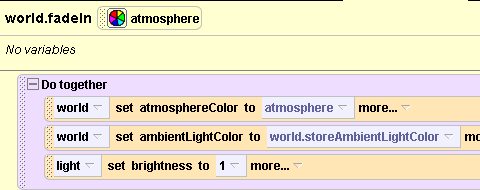 world.fadeIn atmosphere
No variables
Do together
world set atmosphereColor to atmosphere more...
world set ambientLightColor to world.storeAmbientLightColor mo
light set brightness to 1 more...